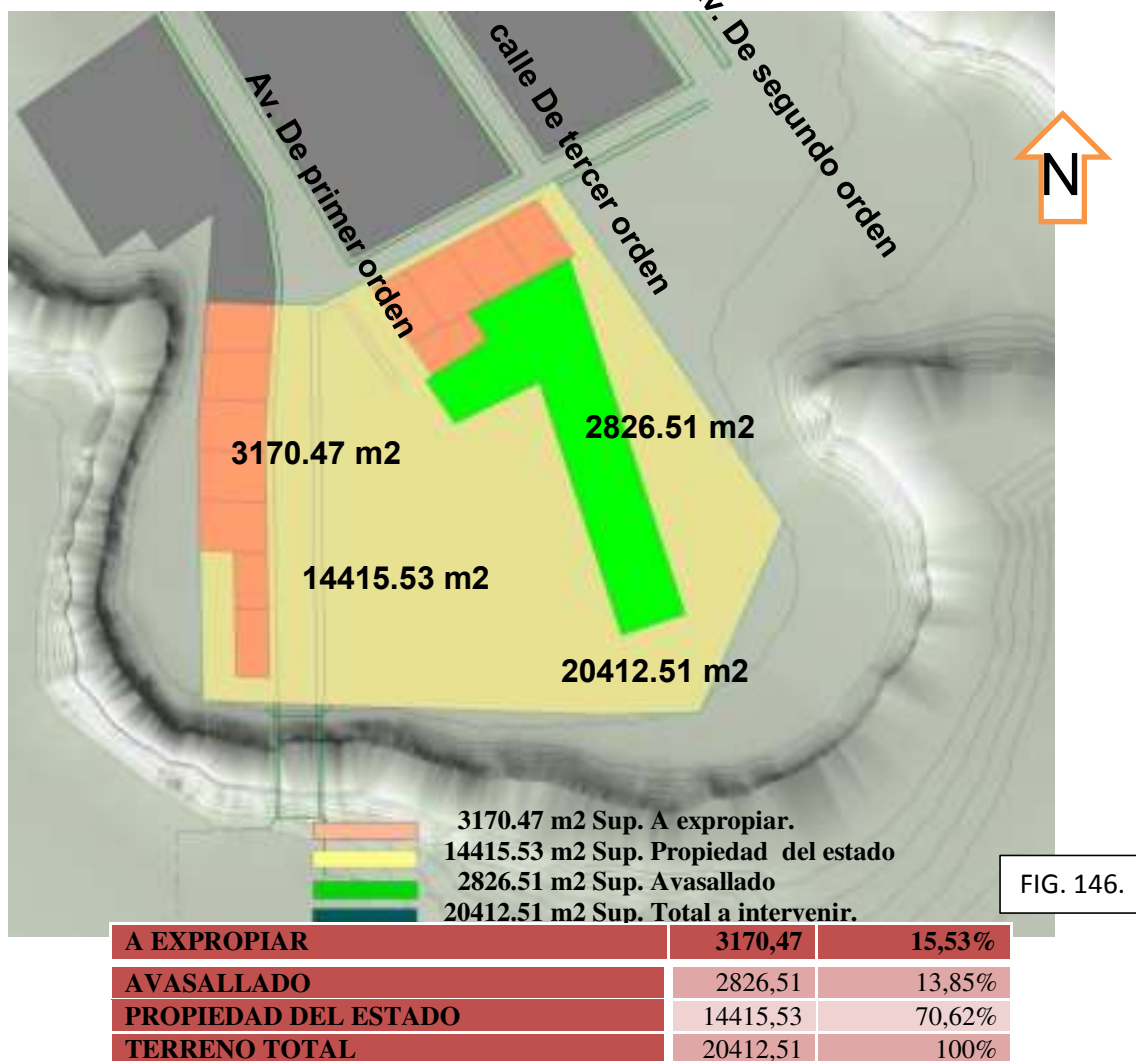 v. De segundo orden
calle De tercer orden
Av. De primer orden
N
2826.51 m2
3170.47 m2
14415.53 m2
20412.51 m2
3170.47 m2 Sup. A expropiar.
14415.53 m2 Sup. Propiedad del estado
2826.51 m2 Sup. Avasallado
20412.51 m2 Sup. Total a intervenir.
FIG. 146.
A EXPROPIAR 3170,47 15,53%
AVASALLADO 2826,51 13,85%
PROPIEDAD DEL ESTADO 14415,53 70,62%
TERRENO TOTAL 20412,51 100%